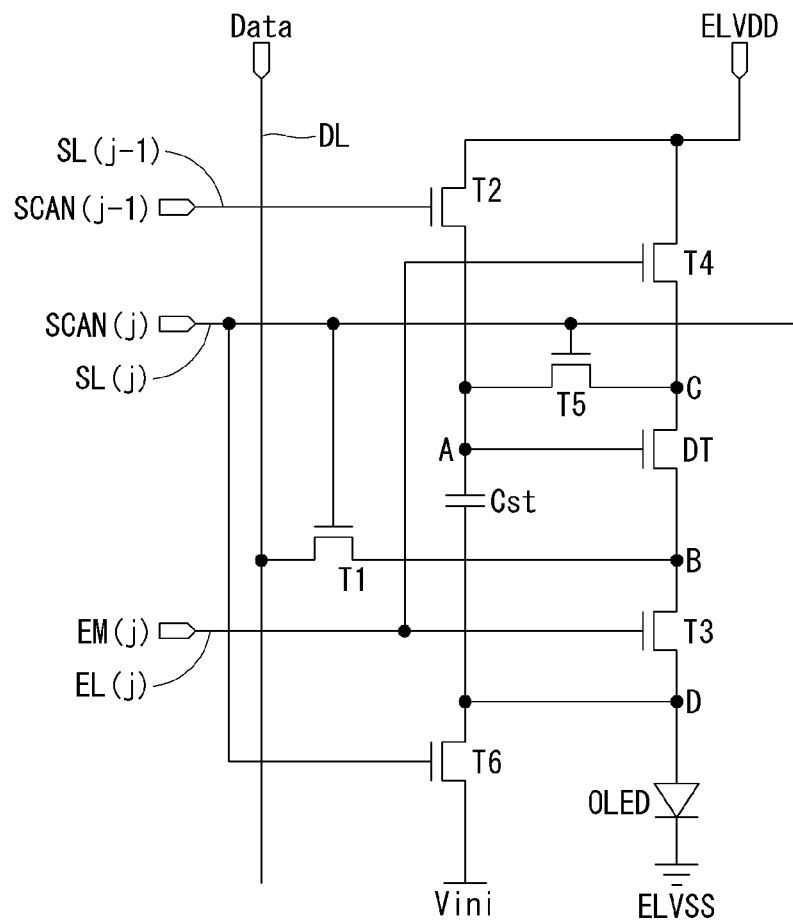 Data
ELVDD
DL
SL(j-1)
T2
SCAN(j-1)
T4
SCAN(j)
SL(j)
T5
C
A
DT
Cst
T1
B
EM(j)
T3
EL(j)
D
T6
OLED
Vini
ELVSS